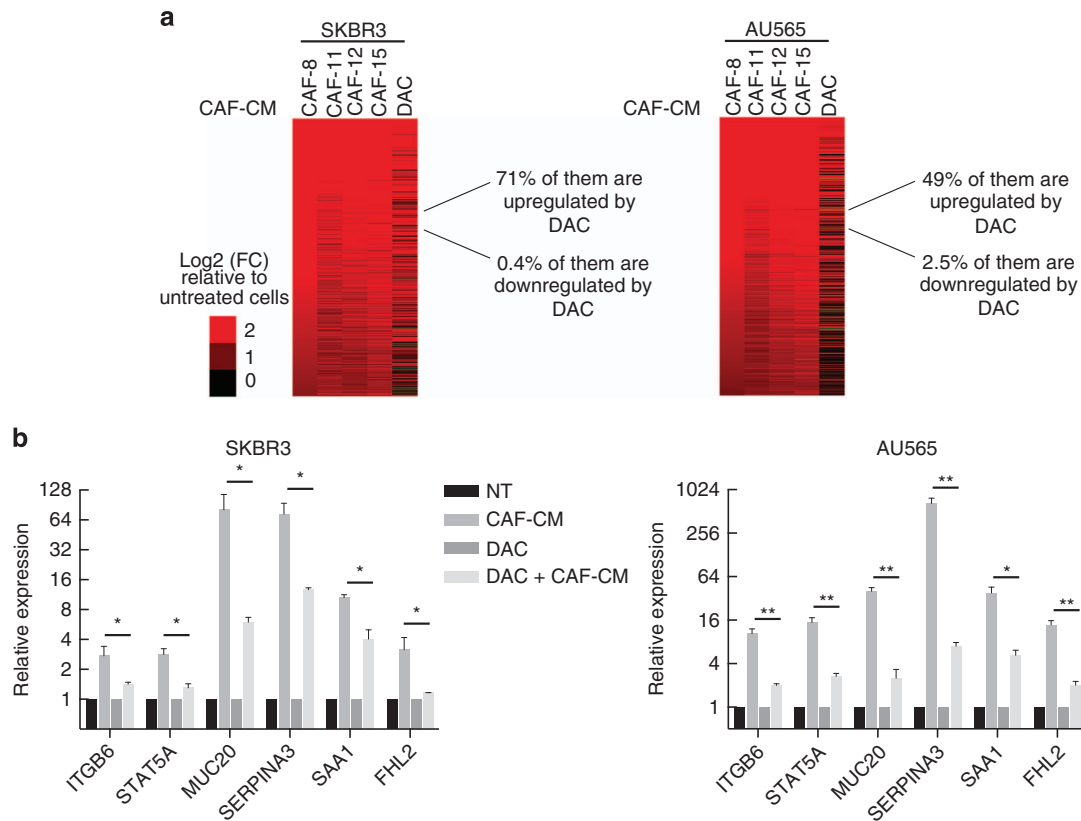 a
SKBR3
CAF-CM
CAF-8
CAF-11
CAF-12
CAF-15
DAC
71% of them are
upregulated by
DAC
0.4% of them are
downregulated by
DAC
Log2 (FC)
relative to
untreated cells
2
1
0
AU565
CAF-CM
CAF-8
CAF-11
CAF-12
CAF-15
DAC
49% of them are
upregulated by
DAC
2.5% of them are
downregulated by
DAC
b
SKBR3
Relative expression
128
64
32
16
8
4
2
1
*
*
*
*
*
*
ITGB6
STAT5A
MUC20
SERPINA3
SAA1
FHL2
NT
CAF-CM
DAC
DAC + CAF-CM
AU565
Relative expression
1024
256
64
16
4
1
**
**
**
**
*
**
ITGB6
STAT5A
MUC20
SERPINA3
SAA1
FHL2